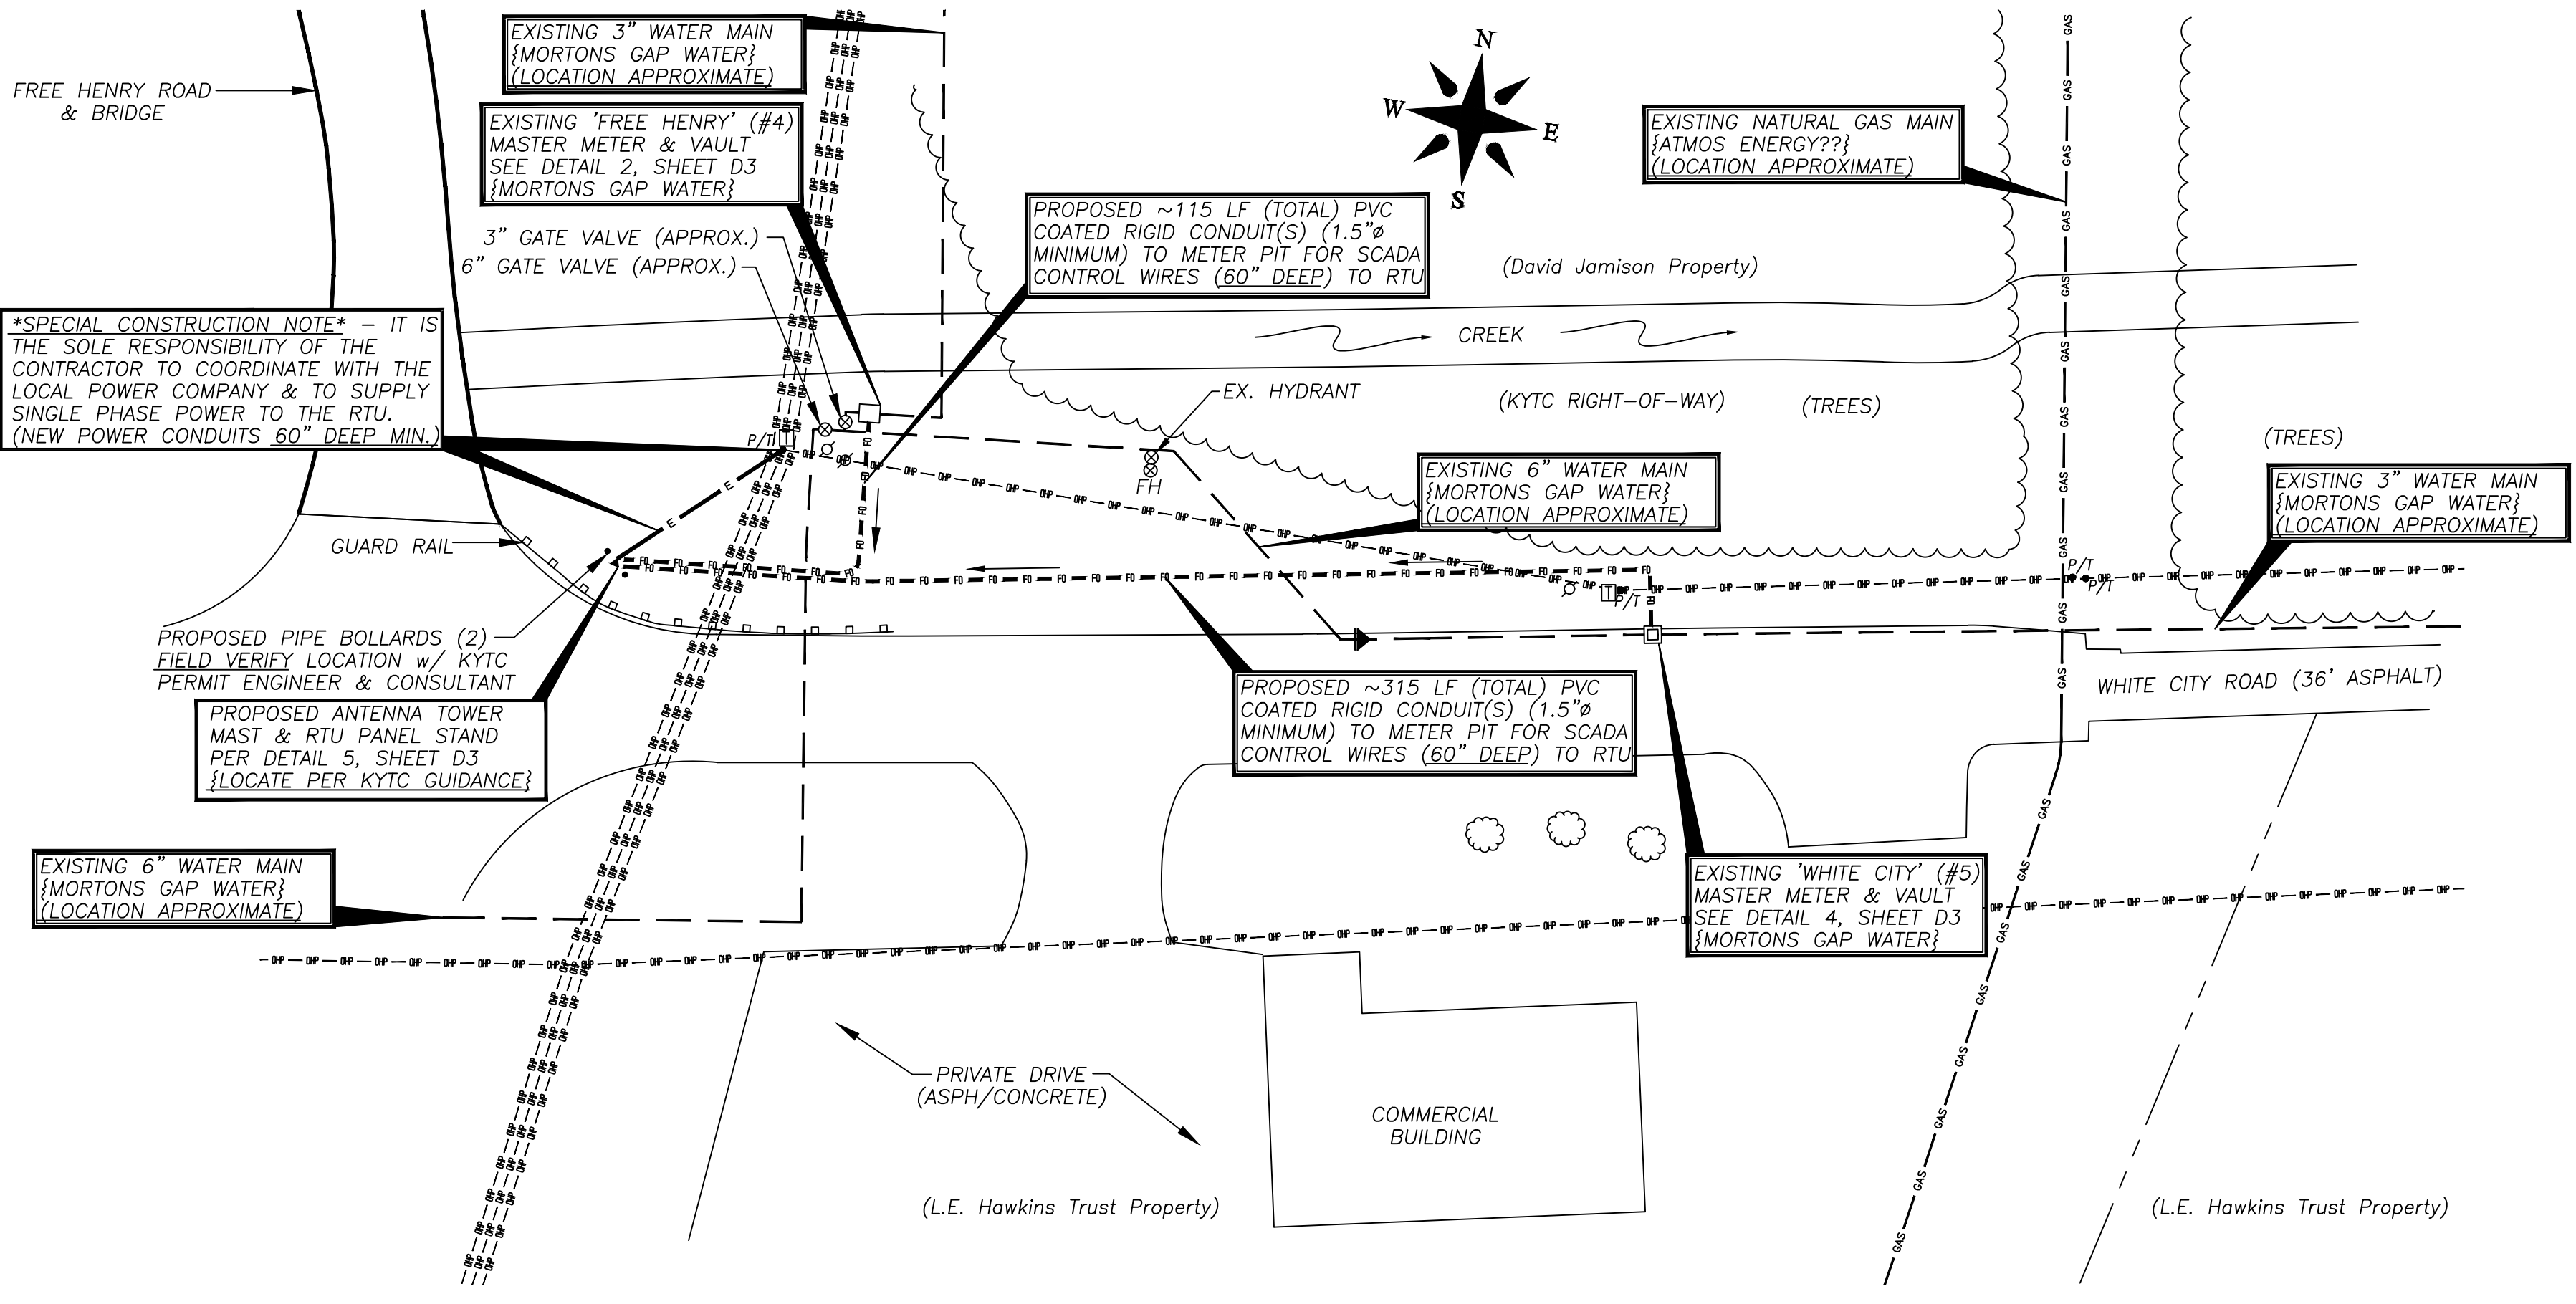 EXISTING 3" WATER MAIN
{MORTONS GAP WATER}
(LOCATION APPROXIMATE)
FREE HENRY ROAD
& BRIDGE
EXISTING 'FREE HENRY' (#4)
MASTER METER & VAULT
SEE DETAIL 2, SHEET D3
{MORTONS GAP WATER}
3" GATE VALVE (APPROX.)
6" GATE VALVE (APPROX.)
N
W
E
S
EXISTING NATURAL GAS MAIN
{ATMOS ENERGY??}
(LOCATION APPROXIMATE)
PROPOSED ~115 LF (TOTAL) PVC
COATED RIGID CONDUIT(S) (1.5"ø
MINIMUM) TO METER PIT FOR SCADA
CONTROL WIRES (60" DEEP) TO RTU
(David Jamison Property)
*SPECIAL CONSTRUCTION NOTE* – IT IS
THE SOLE RESPONSIBILITY OF THE
CONTRACTOR TO COORDINATE WITH THE
LOCAL POWER COMPANY & TO SUPPLY
SINGLE PHASE POWER TO THE RTU.
(NEW POWER CONDUITS 60" DEEP MIN.)
CREEK
EX. HYDRANT
(KYTC RIGHT-OF-WAY)
(TREES)
(TREES)
P/T
T
FH
EXISTING 6" WATER MAIN
{MORTONS GAP WATER}
(LOCATION APPROXIMATE)
EXISTING 3" WATER MAIN
{MORTONS GAP WATER}
(LOCATION APPROXIMATE)
GUARD RAIL
E
E
P/T
P/T
T
P/T
OHP
FO
GAS
PROPOSED PIPE BOLLARDS (2)
FIELD VERIFY LOCATION w/ KYTC
PERMIT ENGINEER & CONSULTANT
PROPOSED ANTENNA TOWER
MAST & RTU PANEL STAND
PER DETAIL 5, SHEET D3
{LOCATE PER KYTC GUIDANCE}
PROPOSED ~315 LF (TOTAL) PVC
COATED RIGID CONDUIT(S) (1.5"ø
MINIMUM) TO METER PIT FOR SCADA
CONTROL WIRES (60" DEEP) TO RTU
WHITE CITY ROAD (36' ASPHALT)
EXISTING 6" WATER MAIN
{MORTONS GAP WATER}
(LOCATION APPROXIMATE)
EXISTING 'WHITE CITY' (#5)
MASTER METER & VAULT
SEE DETAIL 4, SHEET D3
{MORTONS GAP WATER}
PRIVATE DRIVE
(ASPH/CONCRETE)
COMMERCIAL
BUILDING
(L.E. Hawkins Trust Property)
(L.E. Hawkins Trust Property)